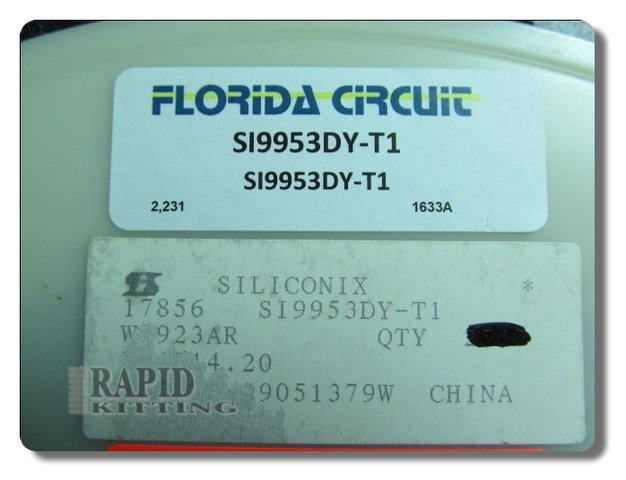 FLORIDA CIRCUIT
SI9953DY-T1
SI9953DY-T1
2,231 1633A
SILICONIX *
17856 SI9953DY-T1
W 923AR QTY
14.20
9051379W CHINA
RAPID
KITTING